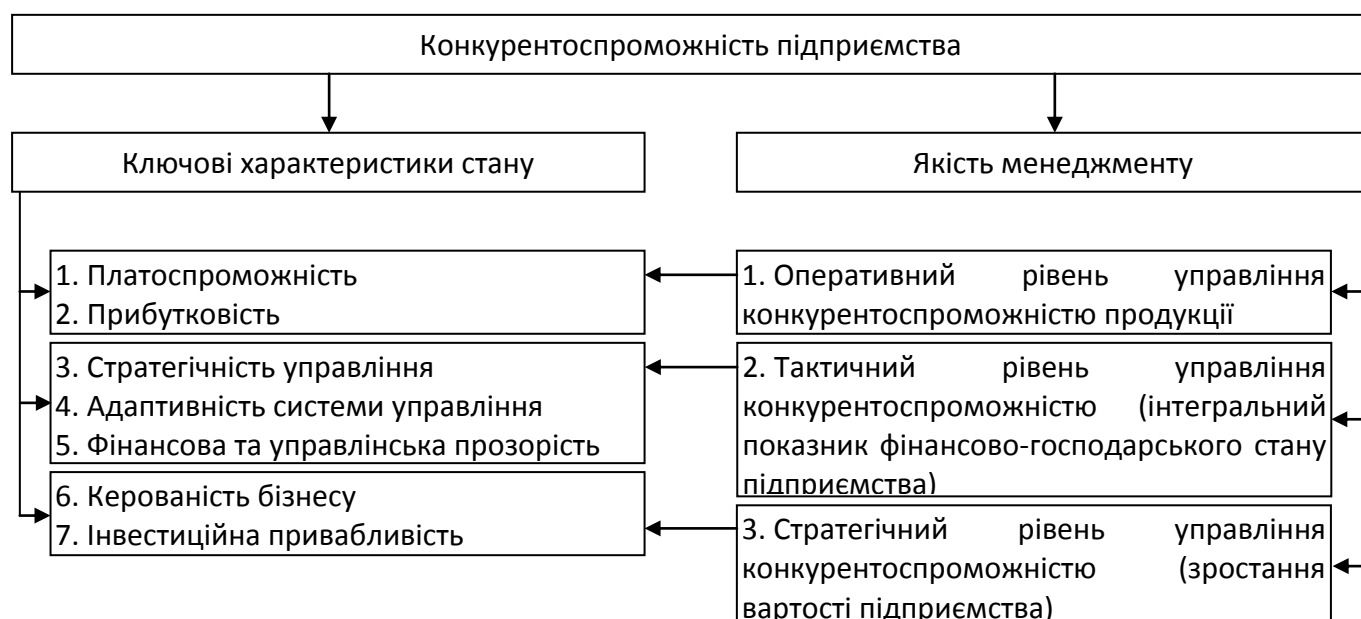 Конкурентоспроможність підприємства
Ключові характеристики стану
Якість менеджменту
1. Платоспроможність
2. Прибутковість
3. Стратегічність управління
4. Адаптивність системи управління
5. Фінансова та управлінська прозорість
6. Керованість бізнесу
7. Інвестиційна привабливість
1. Оперативний рівень управління
конкурентоспроможністю продукції
2. Тактичний рівень управління
конкурентоспроможністю (інтегральний
показник фінансово-господарського стану
підприємства)
3. Стратегічний рівень управління
конкурентоспроможністю (зростання
вартості підприємства)